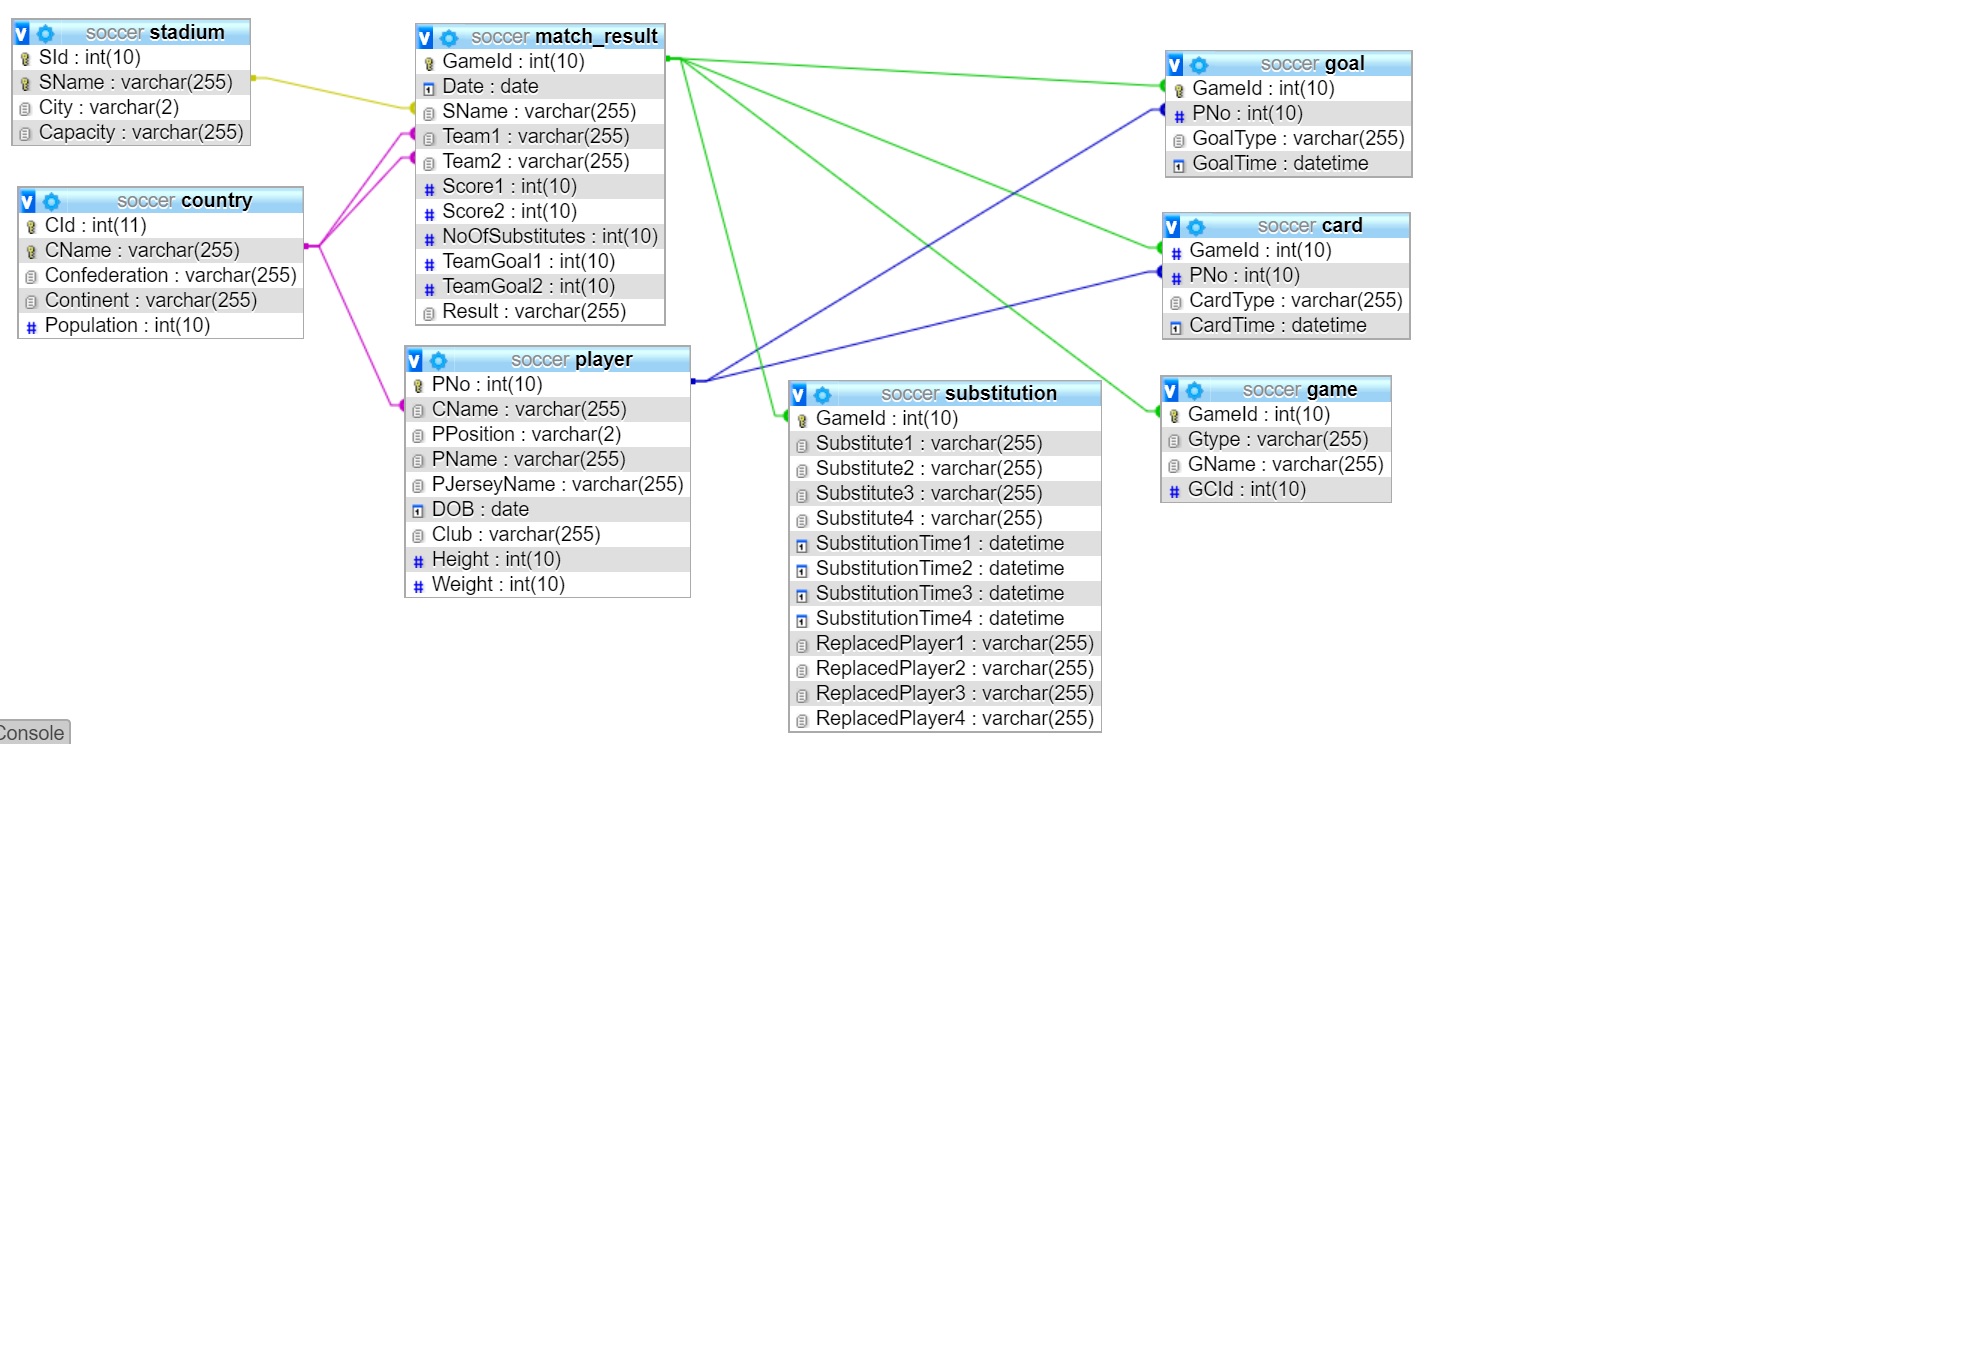 soccer stadium
SId : int(10)
SName : varchar(255)
City : varchar(2)
Capacity : varchar(255)
soccer country
CId : int(11)
CName : varchar(255)
Confederation : varchar(255)
Continent : varchar(255)
Population : int(10)
soccer match_result
GameId : int(10)
Date : date
SName : varchar(255)
Team1 : varchar(255)
Team2 : varchar(255)
Score1 : int(10)
Score2 : int(10)
NoOfSubstitutes : int(10)
TeamGoal1 : int(10)
TeamGoal2 : int(10)
Result : varchar(255)
soccer player
PNo : int(10)
CName : varchar(255)
PPosition : varchar(2)
PName : varchar(255)
PJerseyName : varchar(255)
DOB : date
Club : varchar(255)
Height : int(10)
Weight : int(10)
soccer substitution
GameId : int(10)
Substitute1 : varchar(255)
Substitute2 : varchar(255)
Substitute3 : varchar(255)
Substitute4 : varchar(255)
SubstitutionTime1 : datetime
SubstitutionTime2 : datetime
SubstitutionTime3 : datetime
SubstitutionTime4 : datetime
ReplacedPlayer1 : varchar(255)
ReplacedPlayer2 : varchar(255)
ReplacedPlayer3 : varchar(255)
ReplacedPlayer4 : varchar(255)
soccer goal
GameId : int(10)
PNo : int(10)
GoalType : varchar(255)
GoalTime : datetime
soccer card
GameId : int(10)
PNo : int(10)
CardType : varchar(255)
CardTime : datetime
soccer game
GameId : int(10)
Gtype : varchar(255)
GName : varchar(255)
GCId : int(10)
Console